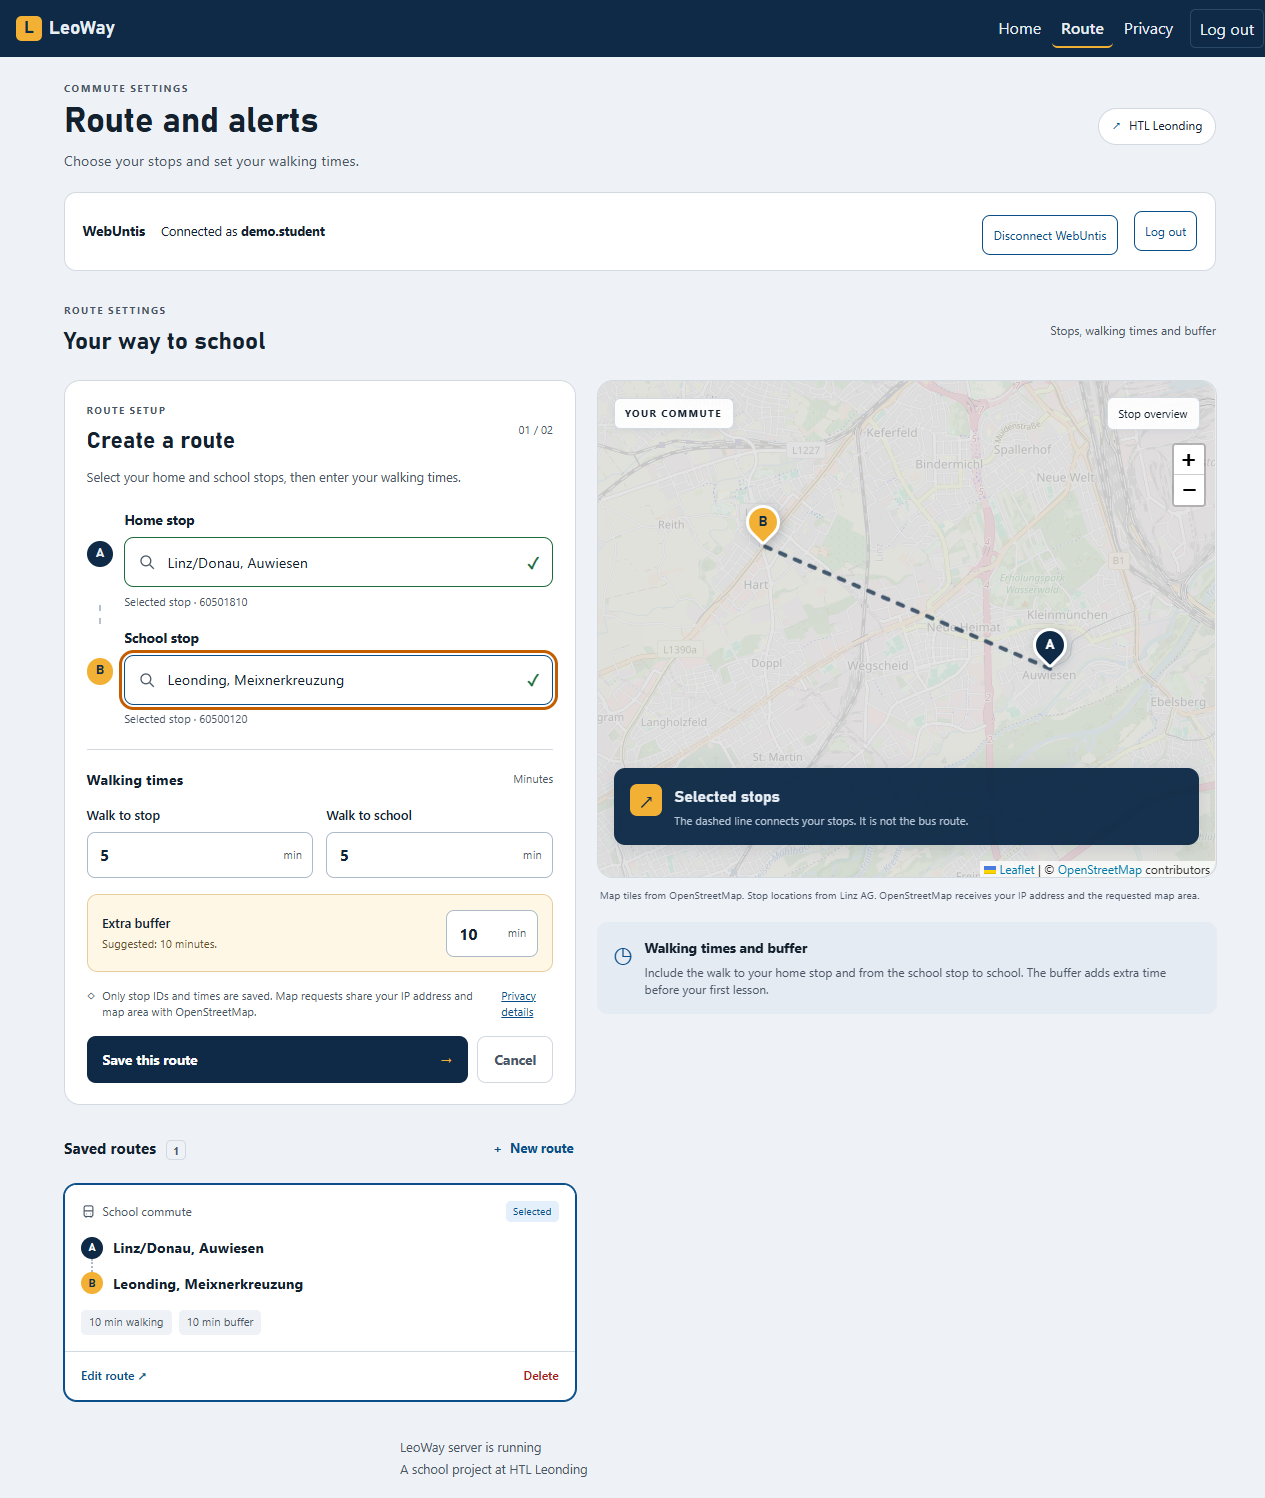 L LeoWay
Home Route Privacy Log out
COMMUTE SETTINGS
Route and alerts
↗ HTL Leonding
Choose your stops and set your walking times.
WebUntis Connected as demo.student
Disconnect WebUntis
Log out
ROUTE SETTINGS
Your way to school
Stops, walking times and buffer
ROUTE SETUP
Create a route
01 / 02
Select your home and school stops, then enter your walking times.
Home stop
A
Linz/Donau, Auwiesen ✓
Selected stop · 60501810
School stop
B
Leonding, Meixnerkreuzung ✓
Selected stop · 60500120
Walking times
Minutes
Walk to stop
Walk to school
5 min
5 min
Extra buffer
Suggested: 10 minutes.
10 min
Only stop IDs and times are saved. Map requests share your IP address and
map area with OpenStreetMap.
Privacy
details
Save this route →
Cancel
YOUR COMMUTE
Stop overview
+
−
Keferfeld
L1227
Bindermichl
Spallerhof
Neue Welt
Reith
B
Hart
B1
Erholungspark
Wasserwald
Kleinmünchen
Neue Heimat
A
L1390a
Doppl
Wegscheid
Auwiesen
Ebelsberg
gram
Langholzfeld
St. Martin
↗
Selected stops
The dashed line connects your stops. It is not the bus route.
Leaflet | © OpenStreetMap contributors
Map tiles from OpenStreetMap. Stop locations from Linz AG. OpenStreetMap receives your IP address and the requested map area.
Walking times and buffer
Include the walk to your home stop and from the school stop to school. The buffer adds extra time
before your first lesson.
Saved routes 1
+ New route
School commute
Selected
A Linz/Donau, Auwiesen
B Leonding, Meixnerkreuzung
10 min walking
10 min buffer
Edit route ↗
Delete
LeoWay server is running
A school project at HTL Leonding